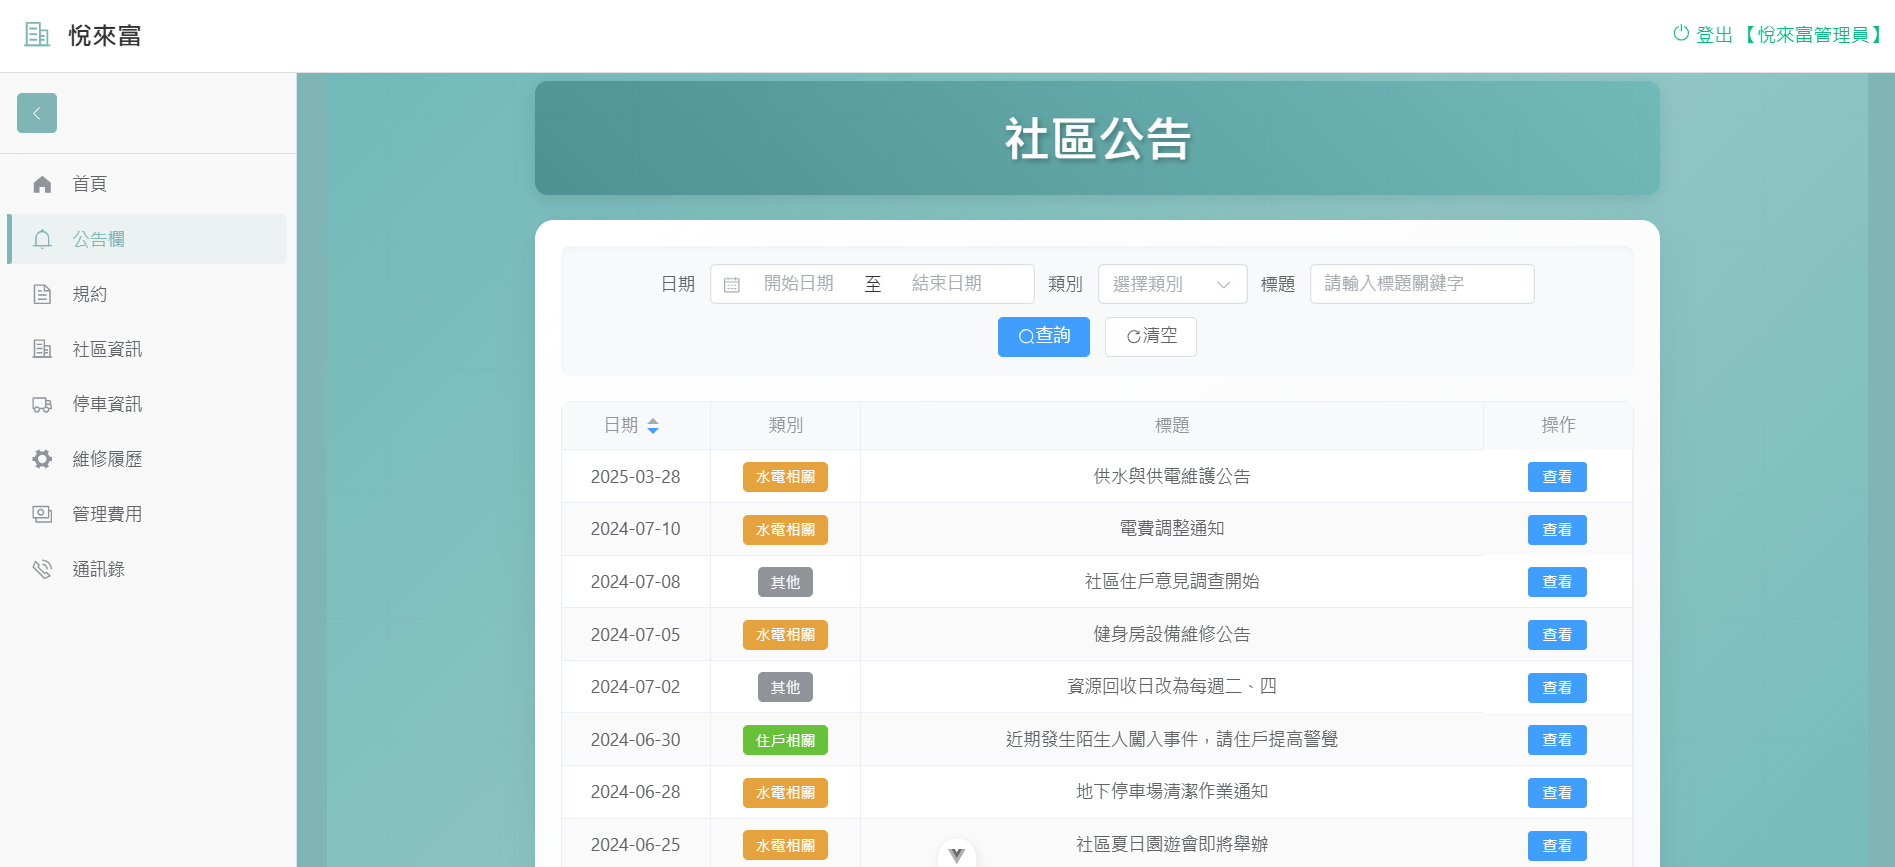 悅來富
登出 【悅來富管理員】
首頁
公告欄
規約
社區資訊
停車資訊
維修履歷
管理費用
通訊錄
社區公告
日期 開始日期 至 結束日期 類別 選擇類別 標題 請輸入標題關鍵字
查詢 清空
日期 類別 標題 操作
2025-03-28 水電相關 供水與供電維護公告 查看
2024-07-10 水電相關 電費調整通知 查看
2024-07-08 其他 社區住戶意見調查開始 查看
2024-07-05 水電相關 健身房設備維修公告 查看
2024-07-02 其他 資源回收日改為每週二、四 查看
2024-06-30 住戶相關 近期發生陌生人闖入事件，請住戶提高警覺 查看
2024-06-28 水電相關 地下停車場清潔作業通知 查看
2024-06-25 水電相關 社區夏日園遊會即將舉辦 查看